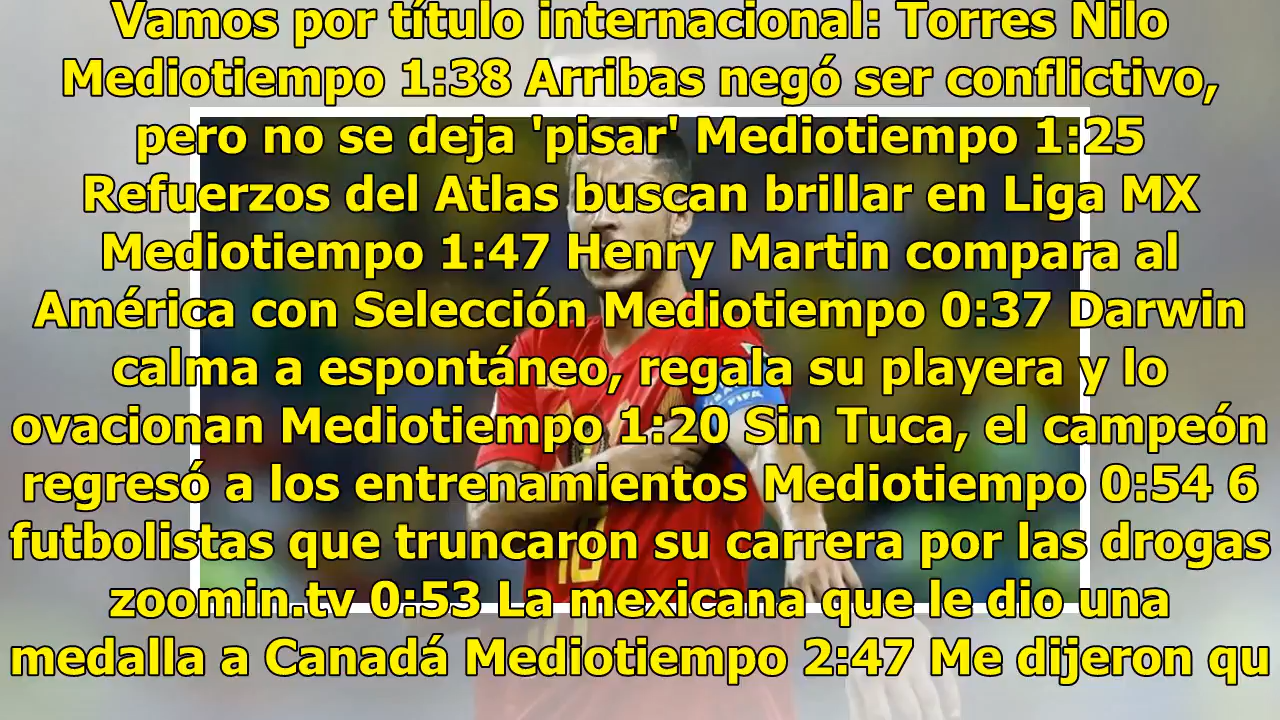 Vamos por título internacional: Torres Nilo
Mediotiempo 1:38 Arribas negó ser conflictivo,
pero no se deja 'pisar' Mediotiempo 1:25
Refuerzos del Atlas buscan brillar en Liga MX
Mediotiempo 1:47 Henry Martin compara al
América con Selección Mediotiempo 0:37 Darwin
calma a espontáneo, regala su playera y lo
ovacionan Mediotiempo 1:20 Sin Tuca, el campeón
regresó a los entrenamientos Mediotiempo 0:54 6
futbolistas que truncaron su carrera por las drogas
zoomin.tv 0:53 La mexicana que le dio una
medalla a Canadá Mediotiempo 2:47 Me dijeron qu
FIFA
10